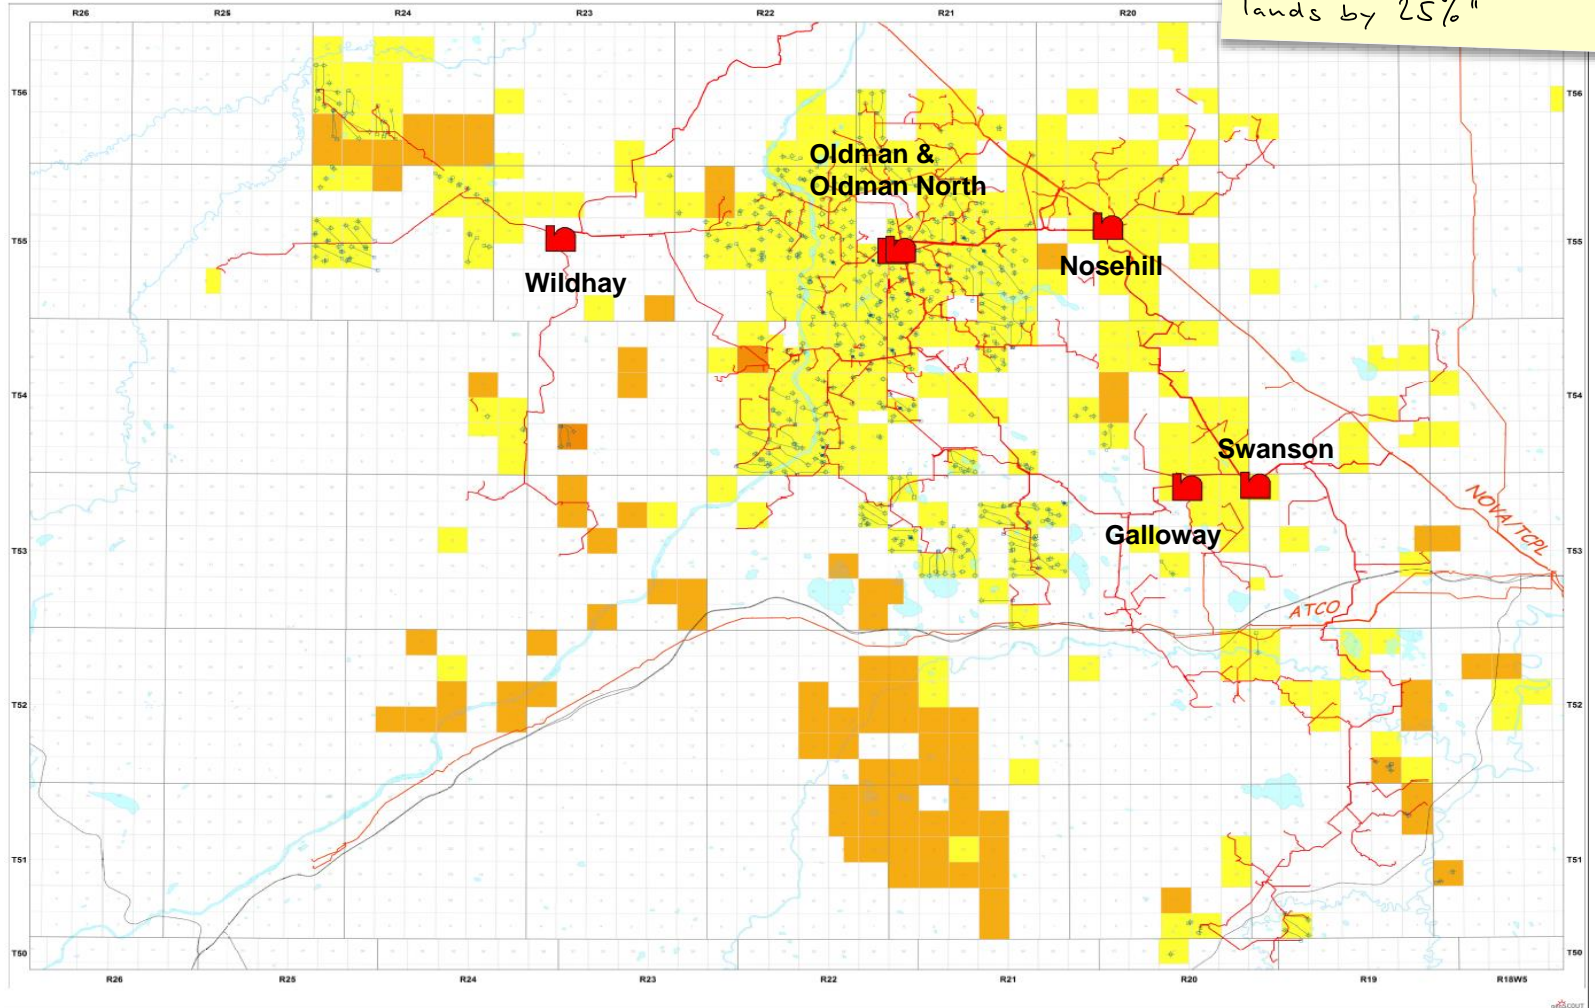 lands by 25%"
R26 R25 R24 R23 R22 R21 R20
T56 T56
Oldman &
Oldman North
T55 T55
Wildhay
Nosehill
T54 T54
Swanson
NOVA/TCPL
Galloway
T53 T53
ATCO
T52 T52
T51 T51
T50 T50
R26 R25 R24 R23 R22 R21 R20 R19 R18W5